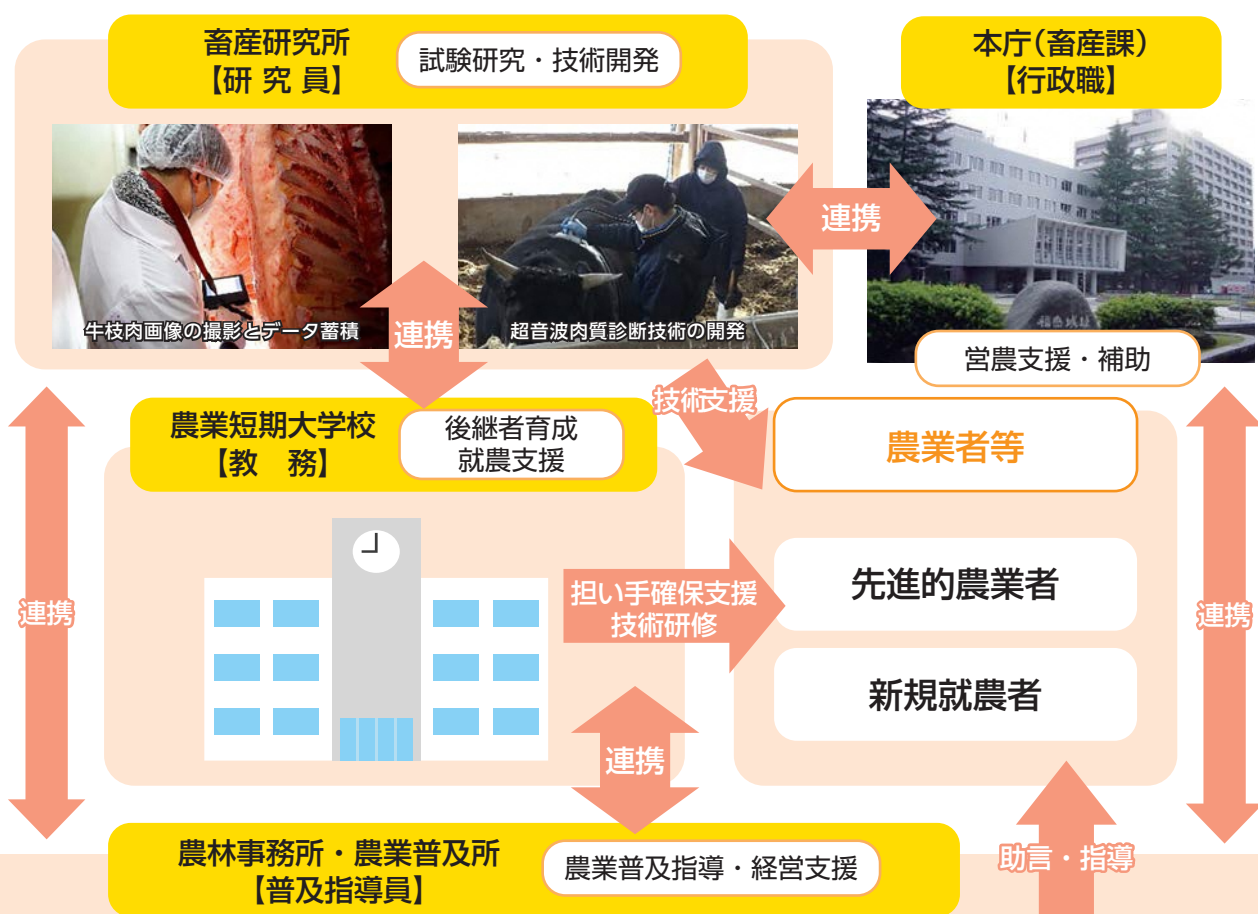 畜産研究所
【研 究 員】
試験研究・技術開発
本庁(畜産課)
【行政職】
牛枝肉画像の撮影とデータ蓄積
超音波肉質診断技術の開発
連携
連携
福島城址
営農支援・補助
技術支援
農業短期大学校
【教　務】
後継者育成
就農支援
農業者等
先進的農業者
担い手確保支援
技術研修
連携
連携
新規就農者
連携
農林事務所・農業普及所
【普及指導員】
農業普及指導・経営支援
助言・指導